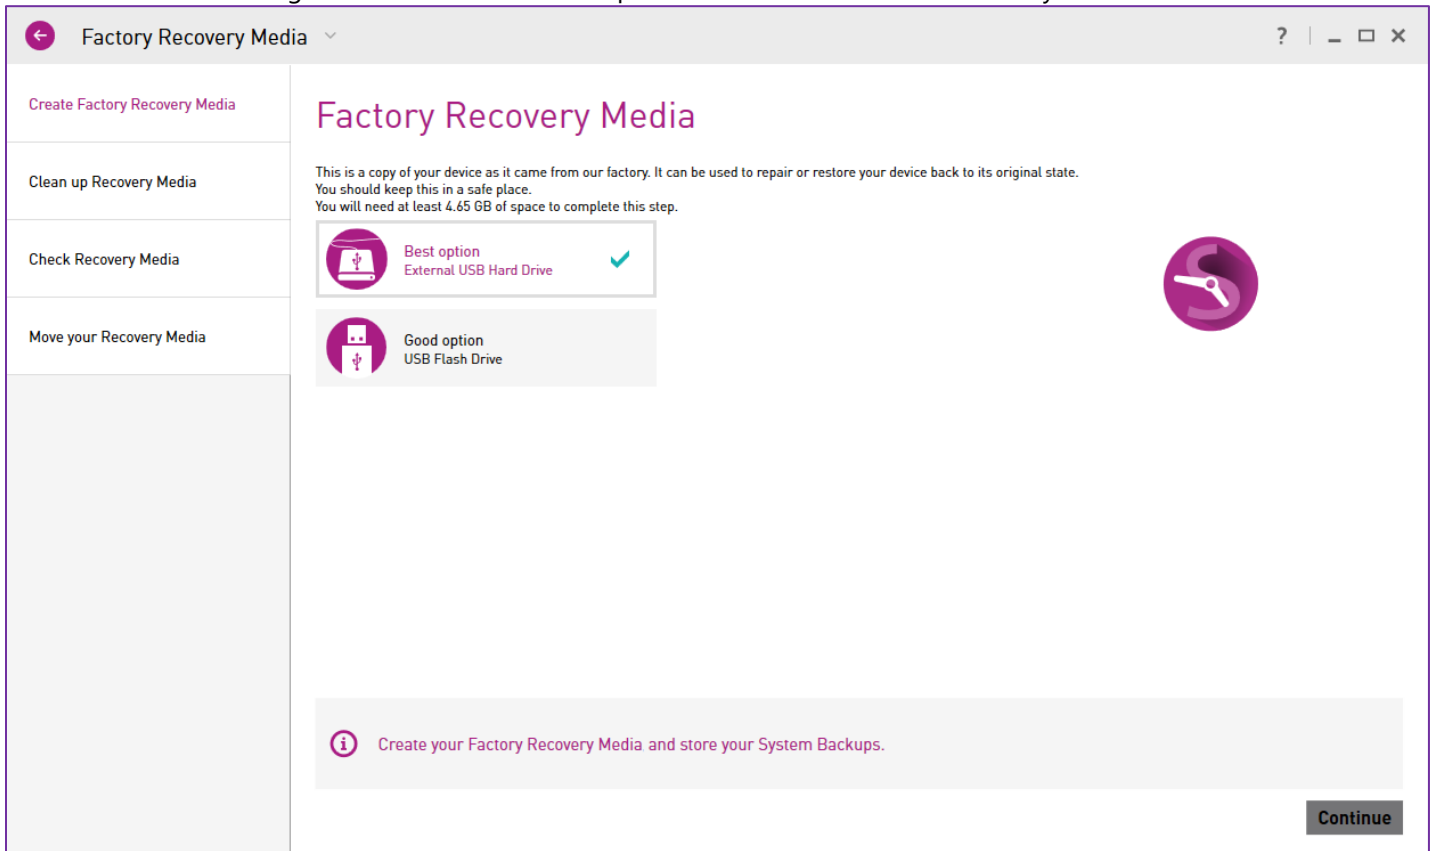 Factory Recovery Media
?
Create Factory Recovery Media
Clean up Recovery Media
Check Recovery Media
Move your Recovery Media
Factory Recovery Media
This is a copy of your device as it came from our factory. It can be used to repair or restore your device back to its original state.
You should keep this in a safe place.
You will need at least 4.65 GB of space to complete this step.
Best option
External USB Hard Drive
Good option
USB Flash Drive
S
Create your Factory Recovery Media and store your System Backups.
Continue